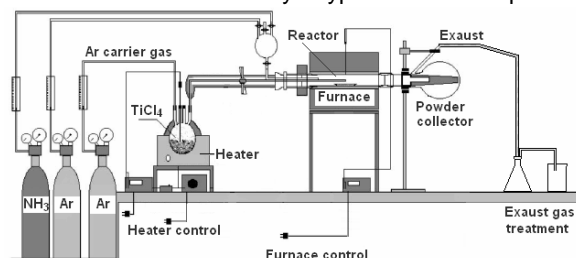 Ar carrier gas
Reactor
Exaust
TiCl4
Furnace
Powder
collector
Heater
NH3
Ar
Ar
Heater control
Furnace control
Exaust gas
treatment